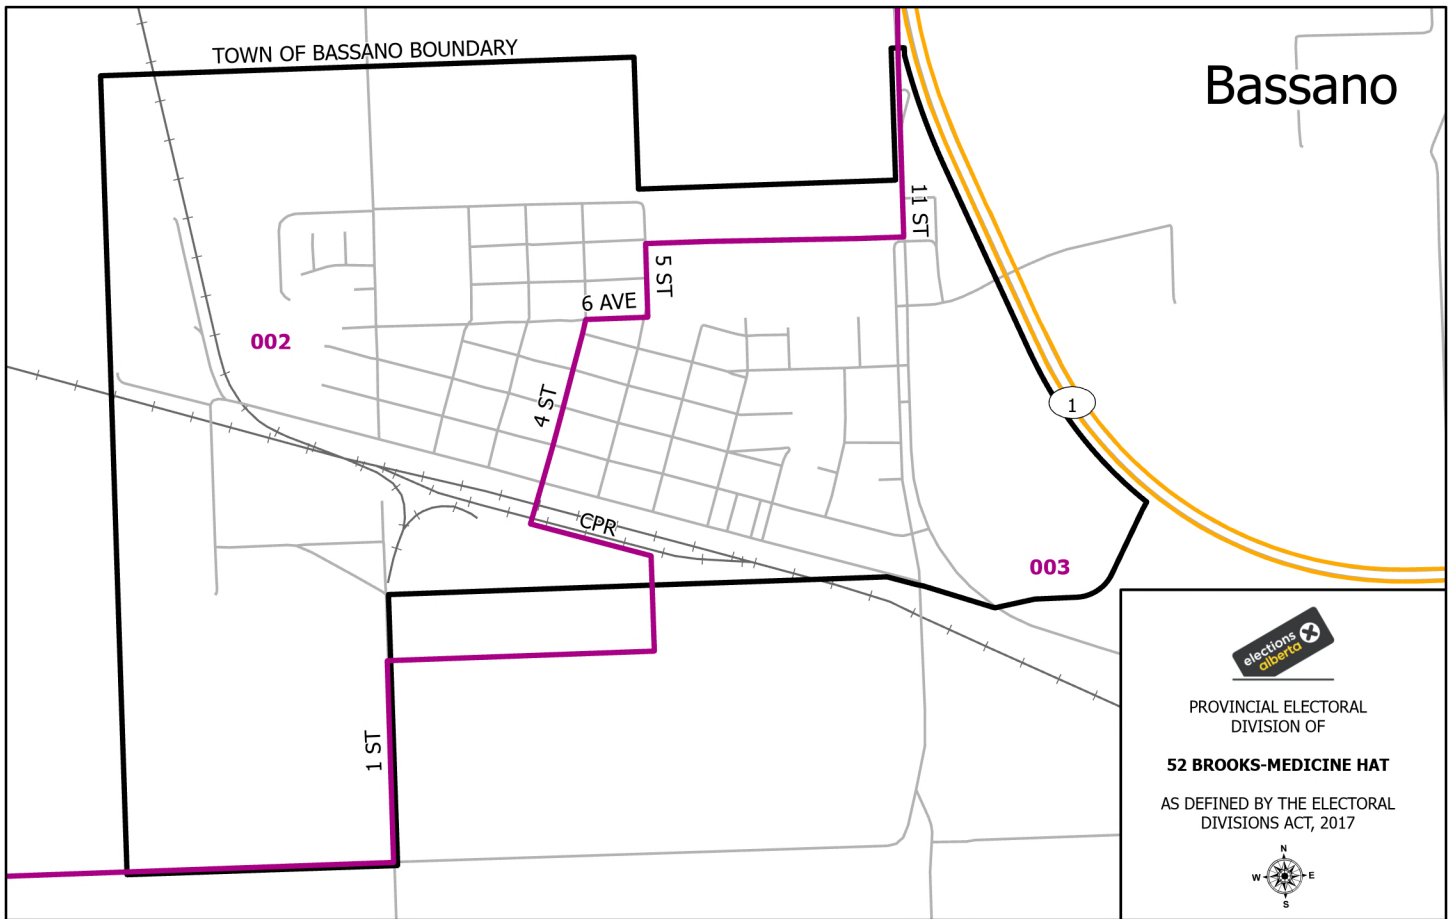 TOWN OF BASSANO BOUNDARY
Bassano
11 ST
5 ST
6 AVE
002
4 ST
1
CPR
003
1 ST
elections
alberta
PROVINCIAL ELECTORAL
DIVISION OF
52 BROOKS-MEDICINE HAT
AS DEFINED BY THE ELECTORAL
DIVISIONS ACT, 2017
N
W
E
S